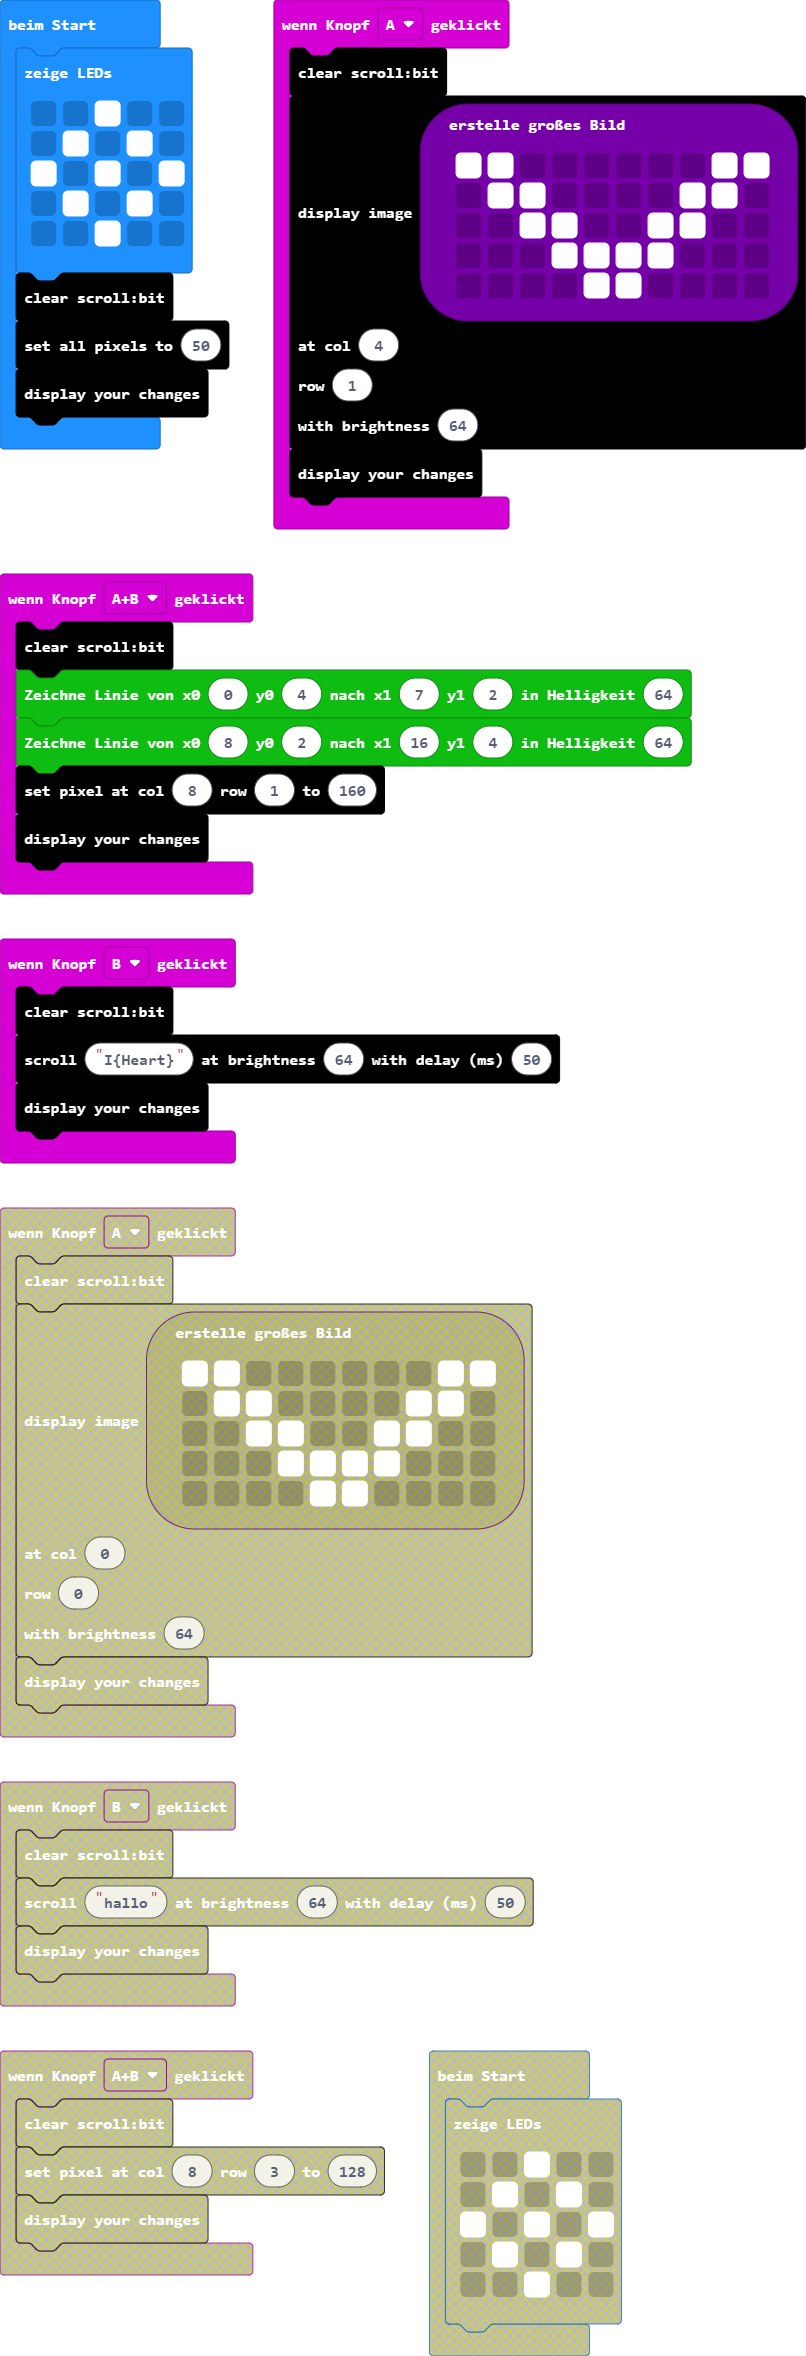 beim Start
zeige LEDs
clear scroll:bit
set all pixels to 50
display your changes
wenn Knopf A geklickt
clear scroll:bit
erstelle großes Bild
display image
at col 4
row 1
with brightness 64
display your changes
wenn Knopf A+B geklickt
clear scroll:bit
Zeichne Linie von x0 0 y0 4 nach x1 7 y1 2 in Helligkeit 64
Zeichne Linie von x0 8 y0 2 nach x1 16 y1 4 in Helligkeit 64
set pixel at col 8 row 1 to 160
display your changes
wenn Knopf B geklickt
clear scroll:bit
scroll "I{Heart}" at brightness 64 with delay (ms) 50
display your changes
wenn Knopf A geklickt
clear scroll:bit
erstelle großes Bild
display image
at col 0
row 0
with brightness 64
display your changes
wenn Knopf B geklickt
clear scroll:bit
scroll "hallo" at brightness 64 with delay (ms) 50
display your changes
wenn Knopf A+B geklickt
clear scroll:bit
set pixel at col 8 row 3 to 128
display your changes
beim Start
zeige LEDs